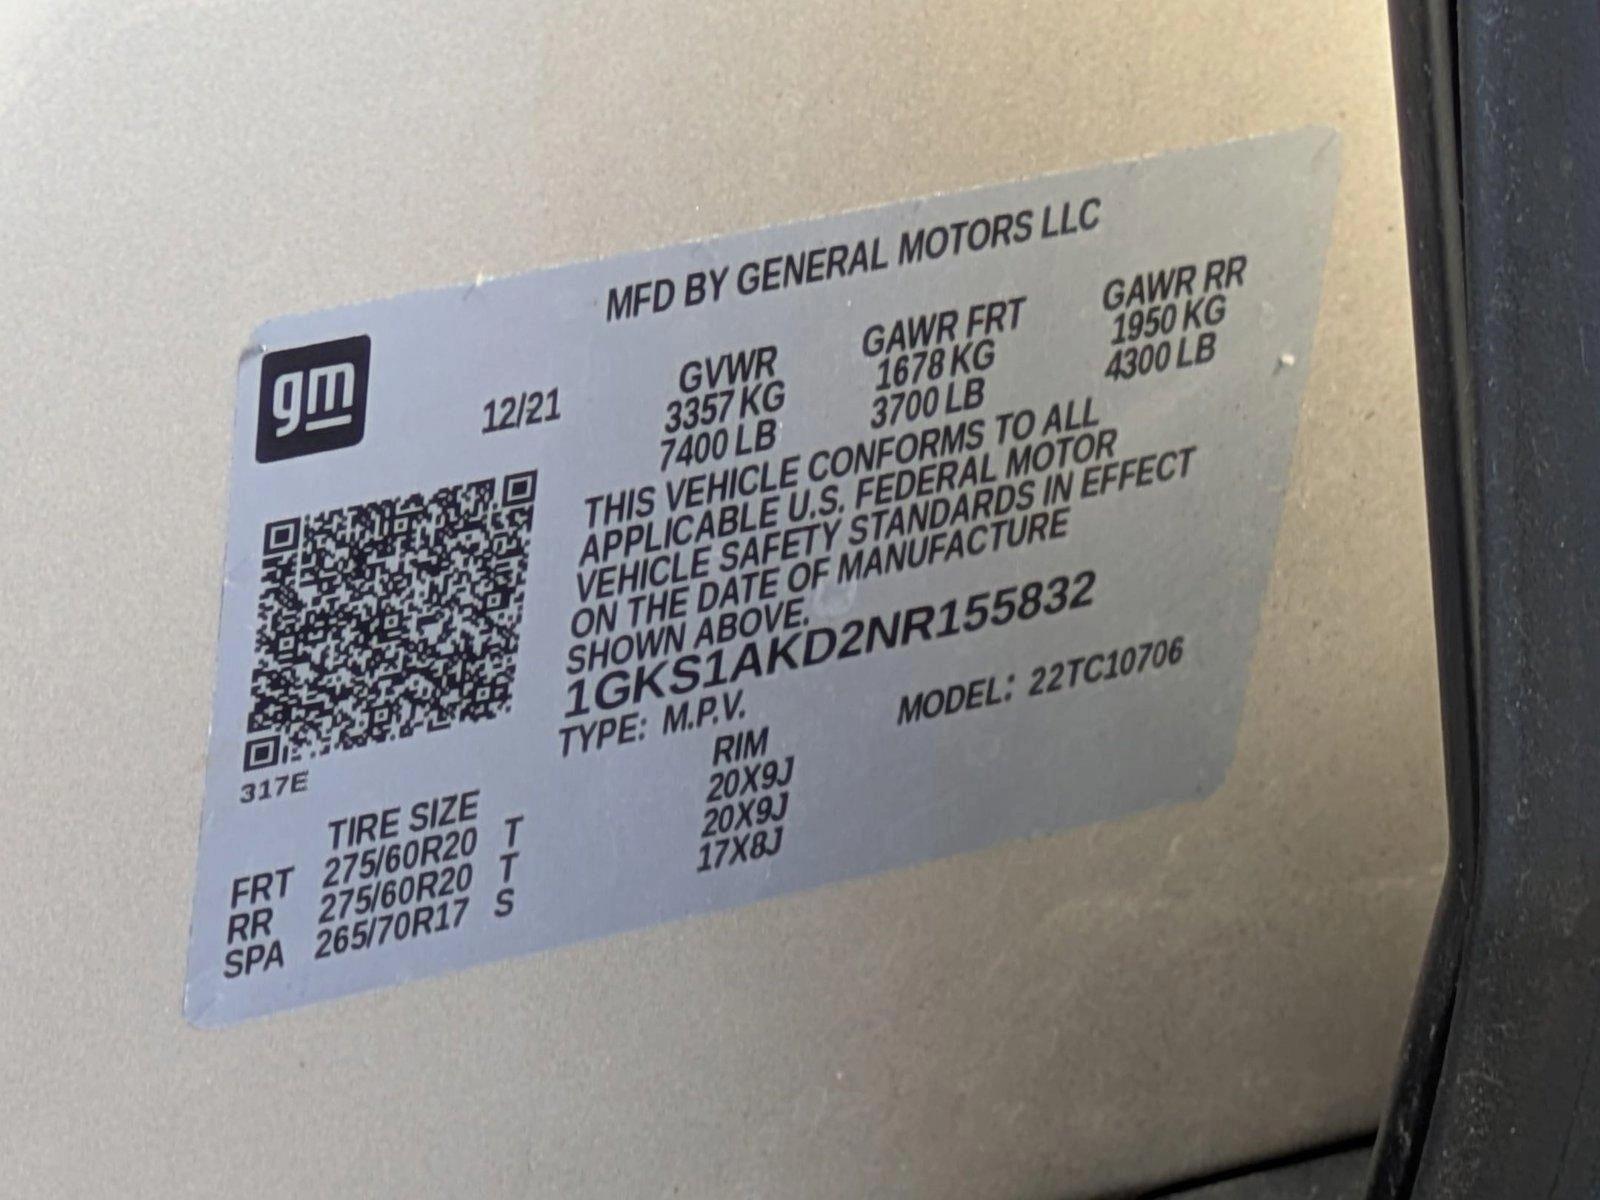 MFD BY GENERAL MOTORS LLC
gm
12/21
GVWR GAWR FRT GAWR RR
3357 KG 1678 KG 1950 KG
7400 LB 3700 LB 4300 LB
THIS VEHICLE CONFORMS TO ALL
APPLICABLE U.S. FEDERAL MOTOR
VEHICLE SAFETY STANDARDS IN EFFECT
ON THE DATE OF MANUFACTURE
SHOWN ABOVE.
1GKS1AKD2NR155832
TYPE: M.P.V. MODEL: 22TC10706
317E
TIRE SIZE RIM
FRT 275/60R20 T 20X9J
RR 275/60R20 T 20X9J
SPA 265/70R17 S 17X8J